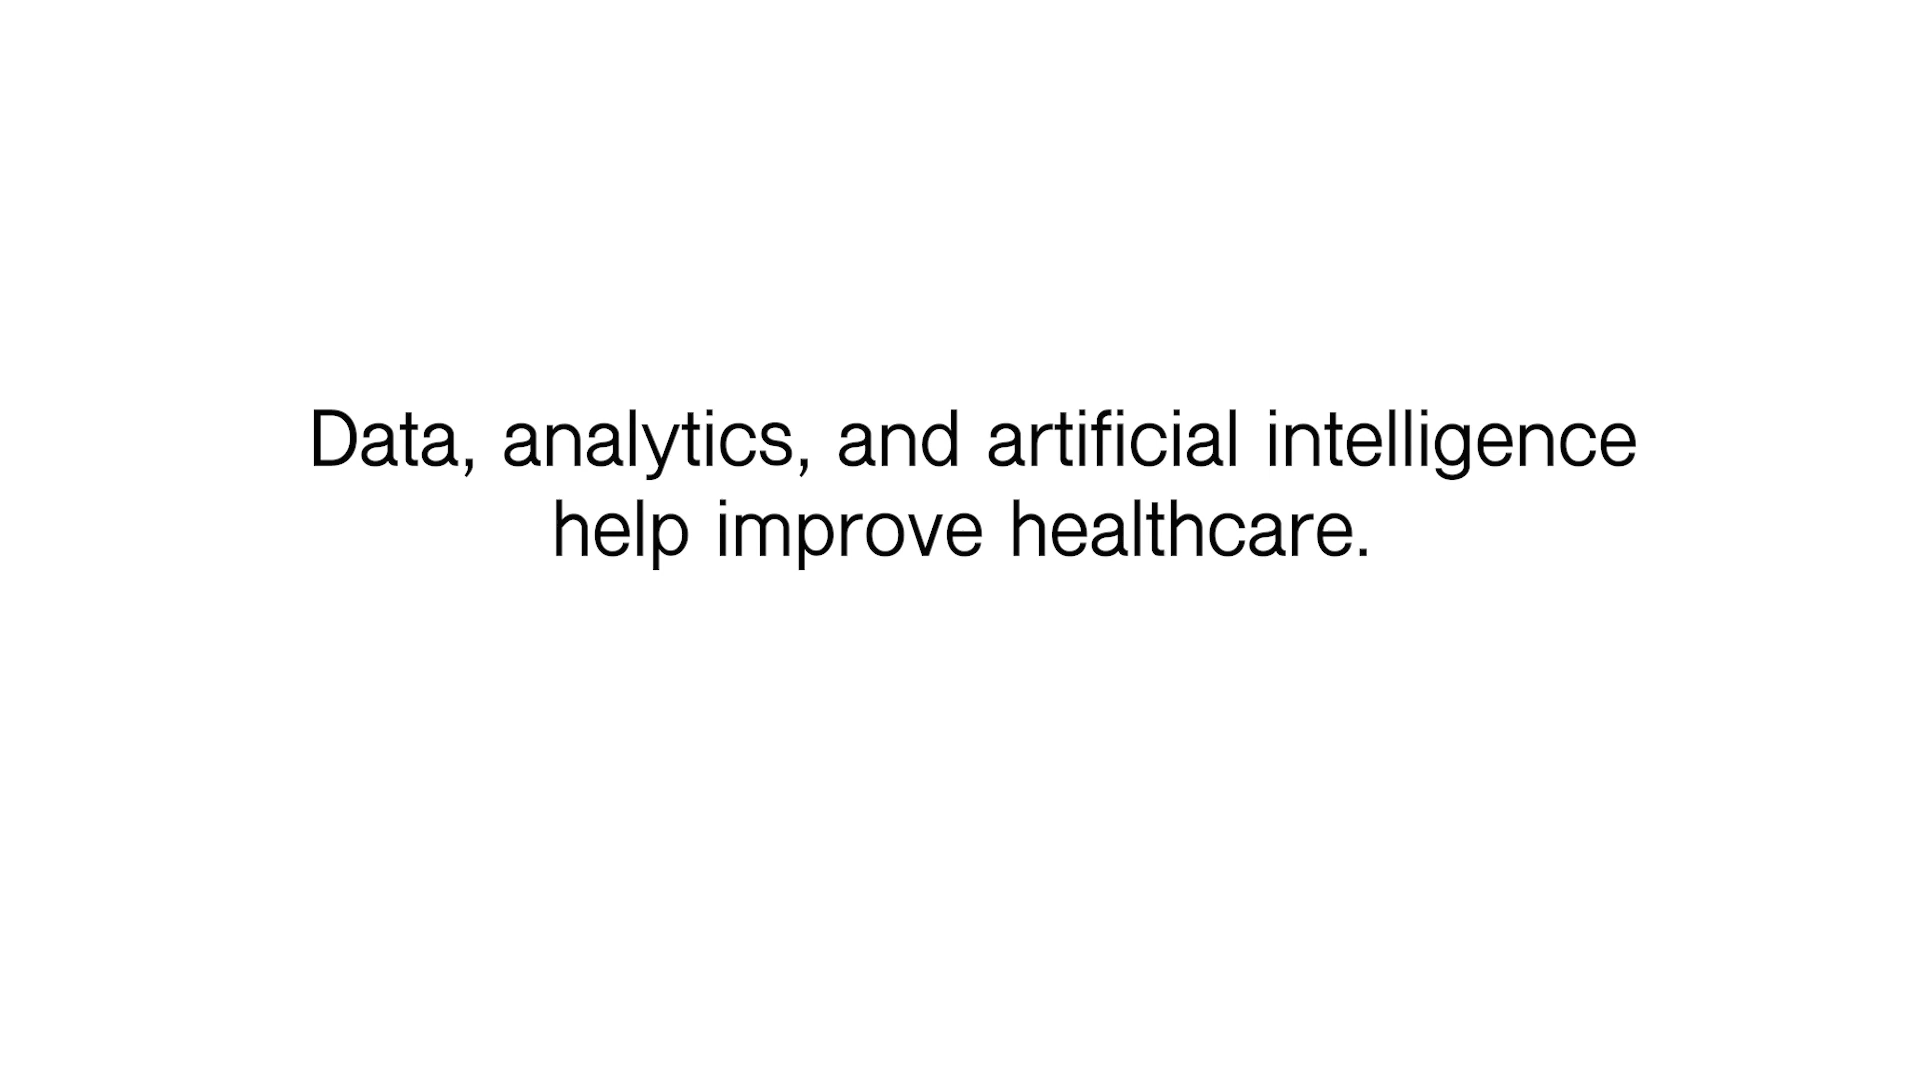 Data, analytics, and artificial intelligence
help improve healthcare.